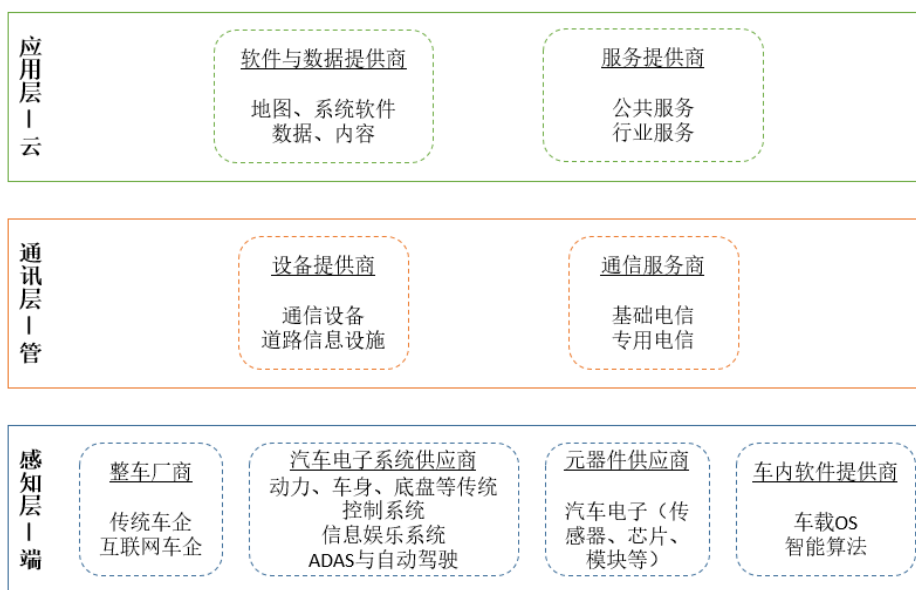 应用层—云
软件与数据提供商
地图、系统软件
数据、内容
服务提供商
公共服务
行业服务
通讯层—管
设备提供商
通信设备
道路信息设施
通信服务商
基础电信
专用电信
感知层—端
整车厂商
传统车企
互联网车企
汽车电子系统供应商
动力、车身、底盘等传统
控制系统
信息娱乐系统
ADAS与自动驾驶
元器件供应商
汽车电子（传
感器、芯片、
模块等）
车内软件提供商
车载OS
智能算法